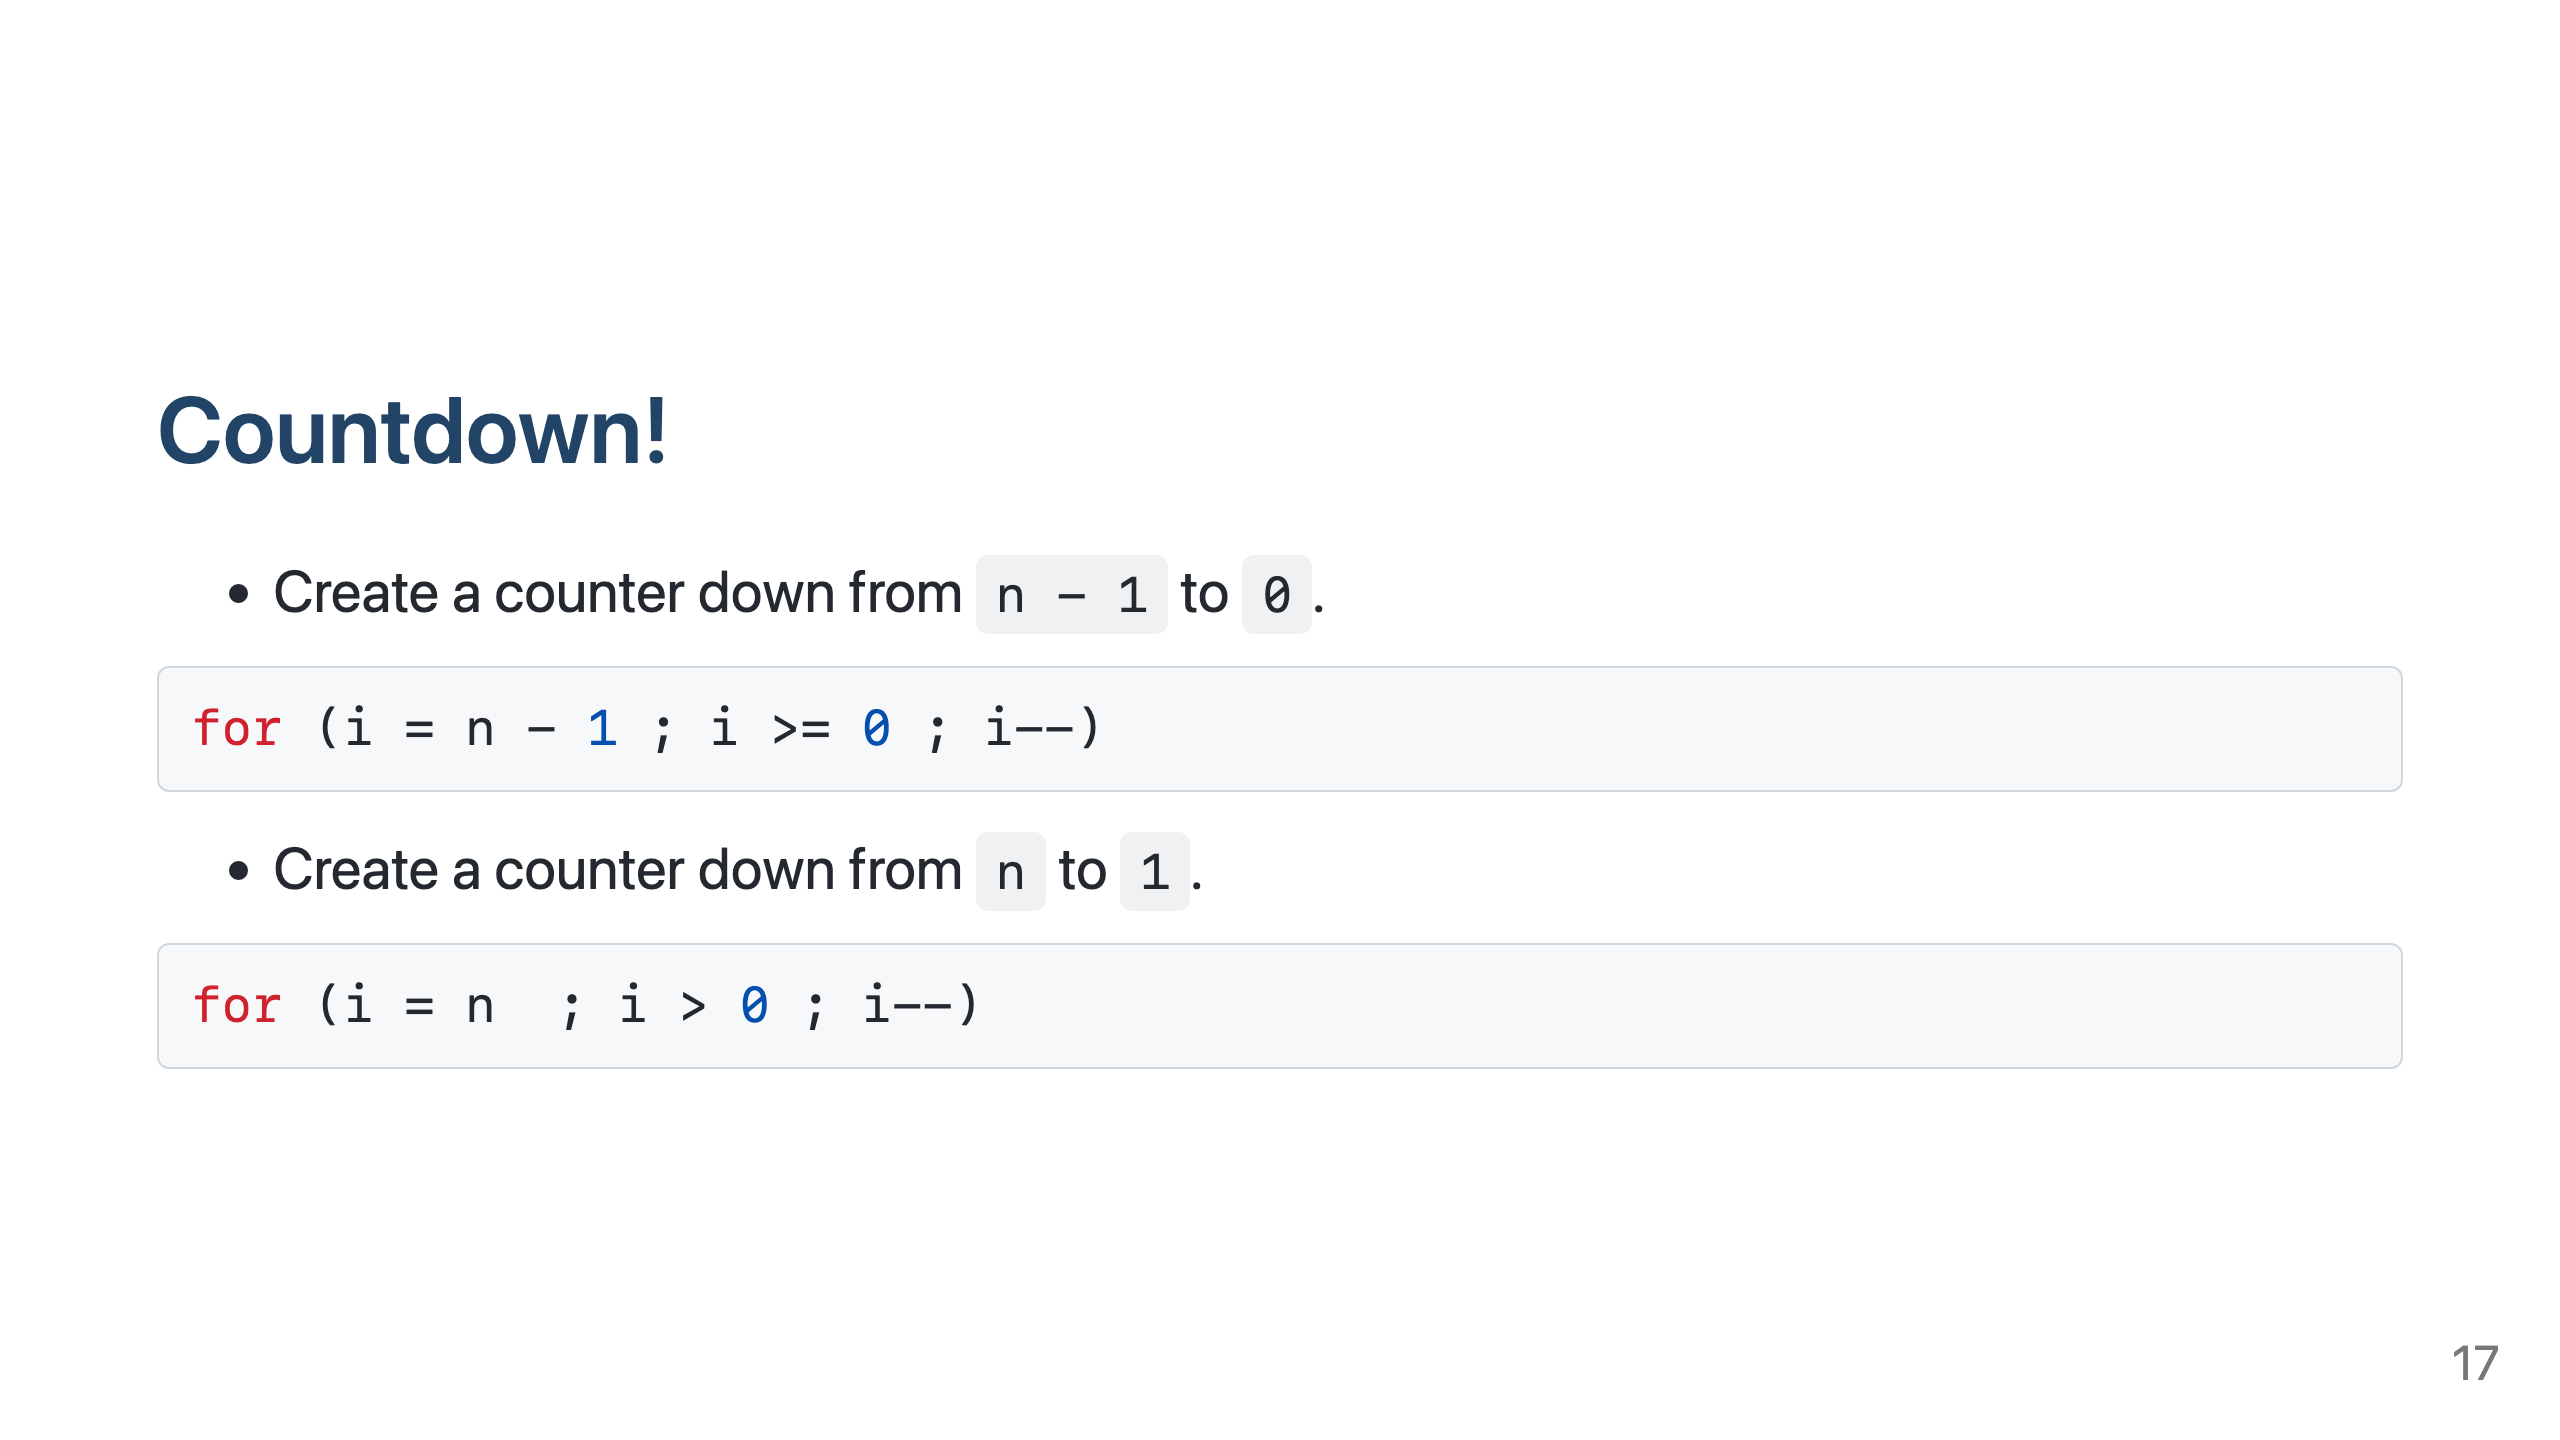 Countdown!
• Create a counter down from n - 1 to 0.
for (i = n - 1 ; i >= 0 ; i--)
• Create a counter down from n to 1.
for (i = n  ; i > 0 ; i--)
17